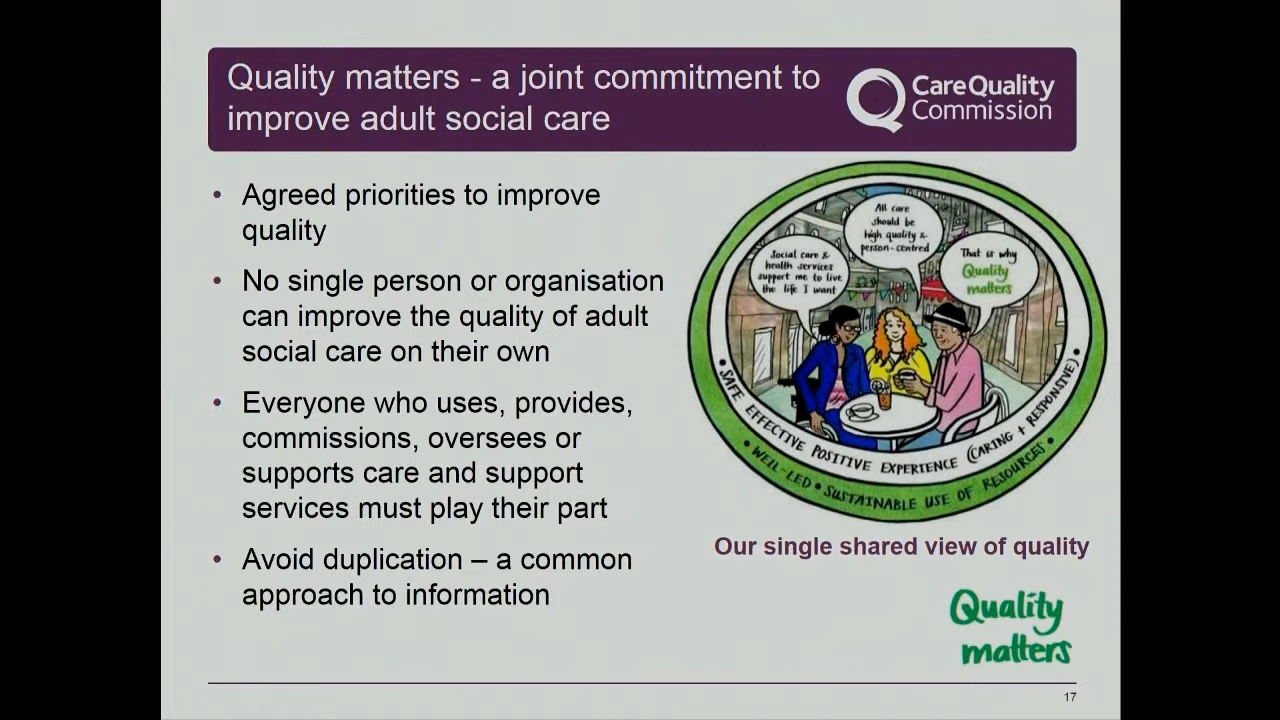 Quality matters - a joint commitment to
improve adult social care
CareQuality
Commission
• Agreed priorities to improve
quality
• No single person or organisation
can improve the quality of adult
social care on their own
• Everyone who uses, provides,
commissions, oversees or
supports care and support
services must play their part
• Avoid duplication – a common
approach to information
Social care &
health services
support me to live
the life I want
All care
should be
high quality &
person-centred
That is why
Quality
matters
• SAFE EFFECTIVE POSITIVE EXPERIENCE (CARING + RESPONSIVE) •
• WELL-LED • SUSTAINABLE USE OF RESOURCES •
Our single shared view of quality
Quality
matters
17